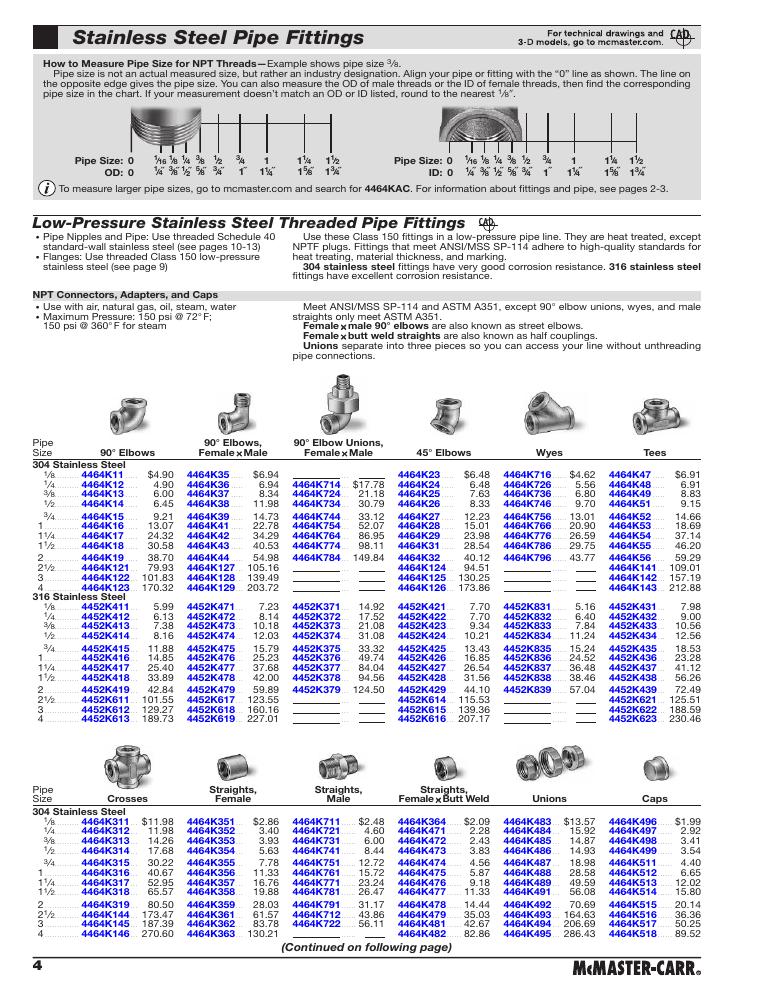 Stainless Steel Pipe Fittings
For technical drawings and
3-D models, go to mcmaster.com.
CAD
How to Measure Pipe Size for NPT Threads—Example shows pipe size 3/8.
Pipe size is not an actual measured size, but rather an industry designation. Align your pipe or fitting with the “0” line as shown. The line on
the opposite edge gives the pipe size. You can also measure the OD of male threads or the ID of female threads, then find the corresponding
pipe size in the chart. If your measurement doesn’t match an OD or ID listed, round to the nearest 1/8″.
Pipe Size: 0 1/16 1/8 1/4 3/8 1/2 3/4 1 1 1/4 1 1/2
OD: 0 1/4″ 3/8″ 1/2″ 5/8″ 3/4″ 1″ 1 1/4″ 1 5/8″ 1 3/4″
Pipe Size: 0 1/16 1/8 1/4 3/8 1/2 3/4 1 1 1/4 1 1/2
ID: 0 1/4″ 3/8″ 1/2″ 5/8″ 3/4″ 1″ 1 1/4″ 1 5/8″ 1 3/4″
i To measure larger pipe sizes, go to mcmaster.com and search for 4464KAC. For information about fittings and pipe, see pages 2-3.
Low-Pressure Stainless Steel Threaded Pipe Fittings CAD
• Pipe Nipples and Pipe: Use threaded Schedule 40
standard-wall stainless steel (see pages 10-13)
• Flanges: Use threaded Class 150 low-pressure
stainless steel (see page 9)
Use these Class 150 fittings in a low-pressure pipe line. They are heat treated, except
NPTF plugs. Fittings that meet ANSI/MSS SP-114 adhere to high-quality standards for
heat treating, material thickness, and marking.
304 stainless steel fittings have very good corrosion resistance. 316 stainless steel
fittings have excellent corrosion resistance.
NPT Connectors, Adapters, and Caps
• Use with air, natural gas, oil, steam, water
• Maximum Pressure: 150 psi @ 72° F;
150 psi @ 360° F for steam
Meet ANSI/MSS SP-114 and ASTM A351, except 90° elbow unions, wyes, and male
straights only meet ASTM A351.
Female x male 90° elbows are also known as street elbows.
Female x butt weld straights are also known as half couplings.
Unions separate into three pieces so you can access your line without unthreading
pipe connections.
Pipe
Size
90° Elbows
90° Elbows,
Female x Male
90° Elbow Unions,
Female x Male
45° Elbows
Wyes
Tees
304 Stainless Steel
1/8 4464K11 $4.90 4464K35 $6.94 4464K23 $6.48 4464K716 $4.62 4464K47 $6.91
1/4 4464K12 4.90 4464K36 6.94 4464K714 $17.78 4464K24 6.48 4464K726 5.56 4464K48 6.91
3/8 4464K13 6.00 4464K37 8.34 4464K724 21.18 4464K25 7.63 4464K736 6.80 4464K49 8.83
1/2 4464K14 6.45 4464K38 11.98 4464K734 30.79 4464K26 8.33 4464K746 9.70 4464K51 9.15
3/4 4464K15 9.21 4464K39 14.73 4464K744 33.12 4464K27 12.23 4464K756 13.01 4464K52 14.66
1 4464K16 13.07 4464K41 22.78 4464K754 52.07 4464K28 15.01 4464K766 20.90 4464K53 18.69
1 1/4 4464K17 24.32 4464K42 34.29 4464K764 86.95 4464K29 23.98 4464K776 26.59 4464K54 37.14
1 1/2 4464K18 30.58 4464K43 40.53 4464K774 98.11 4464K31 28.54 4464K786 29.75 4464K55 46.20
2 4464K19 38.70 4464K44 54.98 4464K784 149.84 4464K32 40.12 4464K796 43.77 4464K56 59.29
2 1/2 4464K121 79.93 4464K127 105.16 4464K124 94.51 4464K141 109.01
3 4464K122 101.83 4464K128 139.49 4464K125 130.25 4464K142 157.19
4 4464K123 170.32 4464K129 203.72 4464K126 173.86 4464K143 212.88
316 Stainless Steel
1/8 4452K411 5.99 4452K471 7.23 4452K371 14.92 4452K421 7.70 4452K831 5.16 4452K431 7.98
1/4 4452K412 6.13 4452K472 8.14 4452K372 17.52 4452K422 7.70 4452K832 6.40 4452K432 9.00
3/8 4452K413 7.38 4452K473 10.18 4452K373 21.08 4452K423 9.34 4452K833 7.84 4452K433 10.56
1/2 4452K414 8.16 4452K474 12.03 4452K374 31.08 4452K424 10.21 4452K834 11.24 4452K434 12.56
3/4 4452K415 11.88 4452K475 15.79 4452K375 33.32 4452K425 13.43 4452K835 15.24 4452K435 18.53
1 4452K416 14.85 4452K476 25.23 4452K376 49.74 4452K426 16.85 4452K836 24.52 4452K436 23.28
1 1/4 4452K417 25.40 4452K477 37.68 4452K377 84.04 4452K427 26.54 4452K837 36.48 4452K437 41.12
1 1/2 4452K418 33.89 4452K478 42.00 4452K378 94.56 4452K428 31.56 4452K838 38.46 4452K438 56.26
2 4452K419 42.84 4452K479 59.89 4452K379 124.50 4452K429 44.10 4452K839 57.04 4452K439 72.49
2 1/2 4452K611 101.55 4452K617 123.55 4452K614 115.53 4452K621 125.51
3 4452K612 129.27 4452K618 160.16 4452K615 139.36 4452K622 188.59
4 4452K613 189.73 4452K619 227.01 4452K616 207.17 4452K623 230.46
Pipe
Size
Crosses
Straights,
Female
Straights,
Male
Straights,
Female x Butt Weld
Unions
Caps
304 Stainless Steel
1/8 4464K311 $11.98 4464K351 $2.86 4464K711 $2.48 4464K364 $2.09 4464K483 $13.57 4464K496 $1.99
1/4 4464K312 11.98 4464K352 3.40 4464K721 4.60 4464K471 2.28 4464K484 15.92 4464K497 2.92
3/8 4464K313 14.26 4464K353 3.93 4464K731 6.00 4464K472 2.43 4464K485 14.87 4464K498 3.41
1/2 4464K314 17.68 4464K354 5.63 4464K741 8.44 4464K473 3.83 4464K486 14.93 4464K499 3.54
3/4 4464K315 30.22 4464K355 7.78 4464K751 12.72 4464K474 4.56 4464K487 18.98 4464K511 4.40
1 4464K316 40.67 4464K356 11.33 4464K761 15.72 4464K475 5.87 4464K488 28.58 4464K512 6.65
1 1/4 4464K317 52.95 4464K357 16.76 4464K771 23.24 4464K476 9.18 4464K489 49.59 4464K513 12.02
1 1/2 4464K318 65.57 4464K358 19.88 4464K781 26.47 4464K477 11.33 4464K491 56.08 4464K514 15.80
2 4464K319 80.50 4464K359 28.03 4464K791 31.17 4464K478 14.44 4464K492 70.69 4464K515 20.14
2 1/2 4464K144 173.47 4464K361 61.57 4464K712 43.86 4464K479 35.03 4464K493 164.63 4464K516 36.36
3 4464K145 187.39 4464K362 83.78 4464K722 56.11 4464K481 42.67 4464K494 206.69 4464K517 50.25
4 4464K146 270.60 4464K363 130.21 4464K482 82.86 4464K495 286.43 4464K518 89.52
(Continued on following page)
4
McMASTER-CARR®